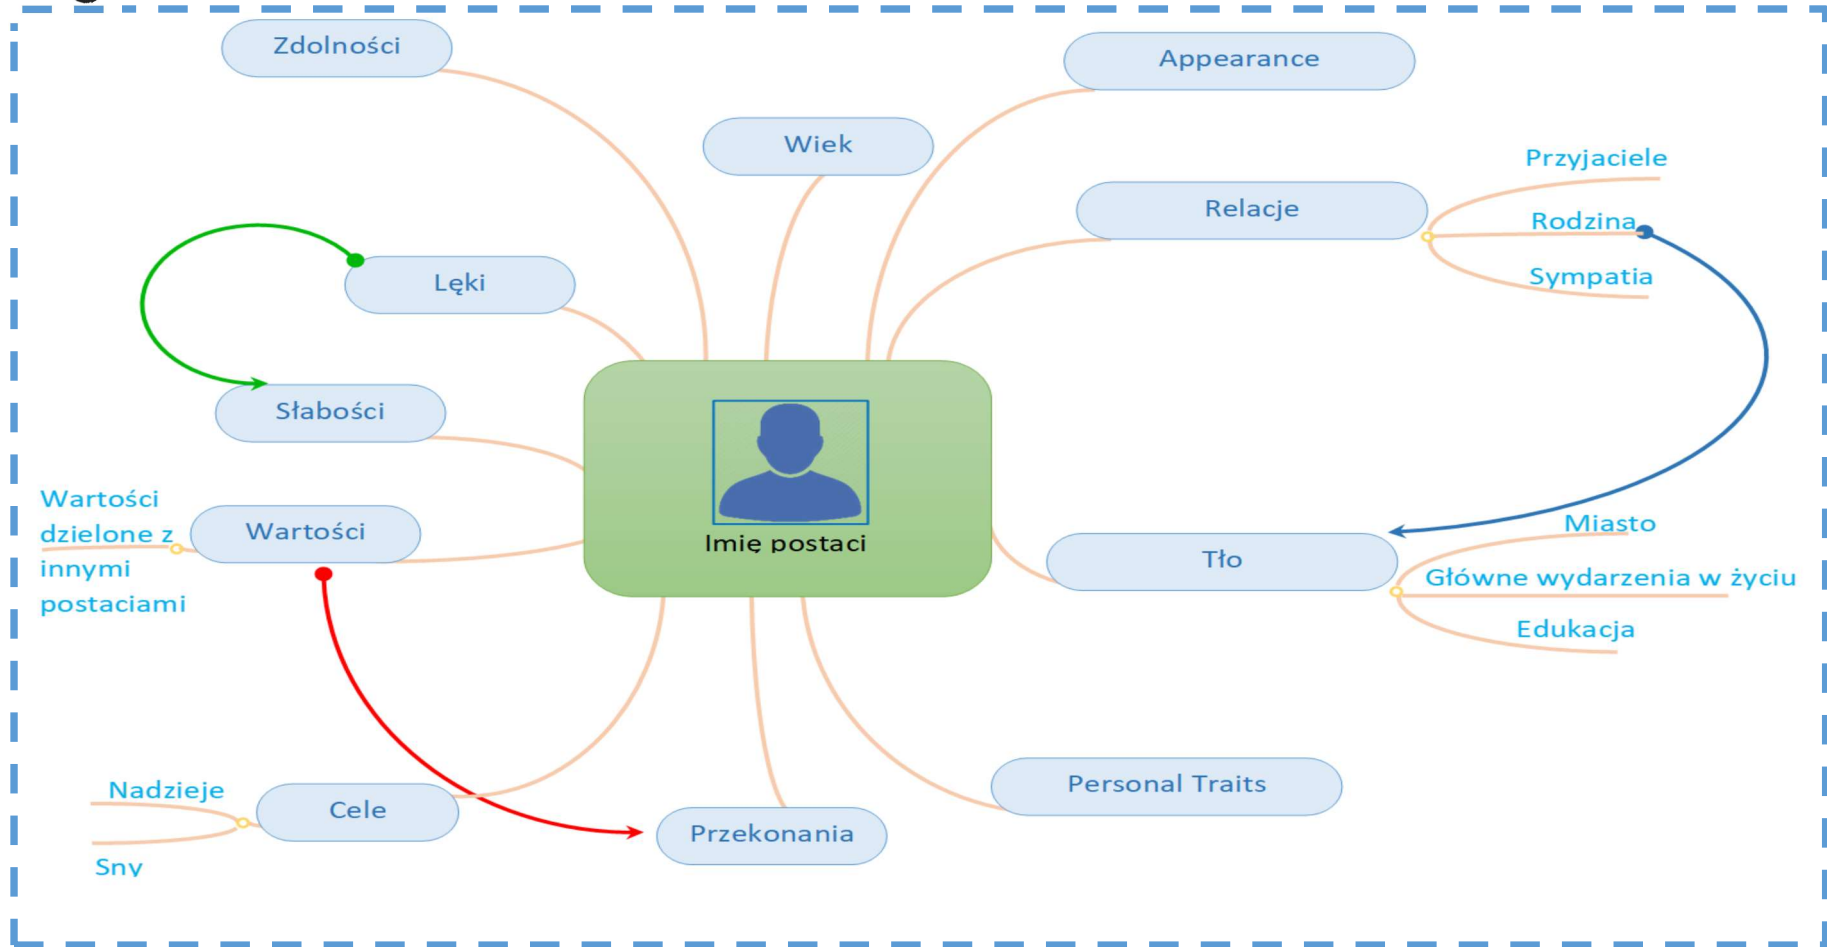 Zdolności
Appearance
Wiek
Przyjaciele
Relacje
Rodzina
Sympatia
Lęki
Słabości
Wartości
dzielone z
innymi
postaciami
Wartości
Imię postaci
Miasto
Tło
Główne wydarzenia w życiu
Edukacja
Nadzieje
Cele
Sny
Personal Traits
Przekonania